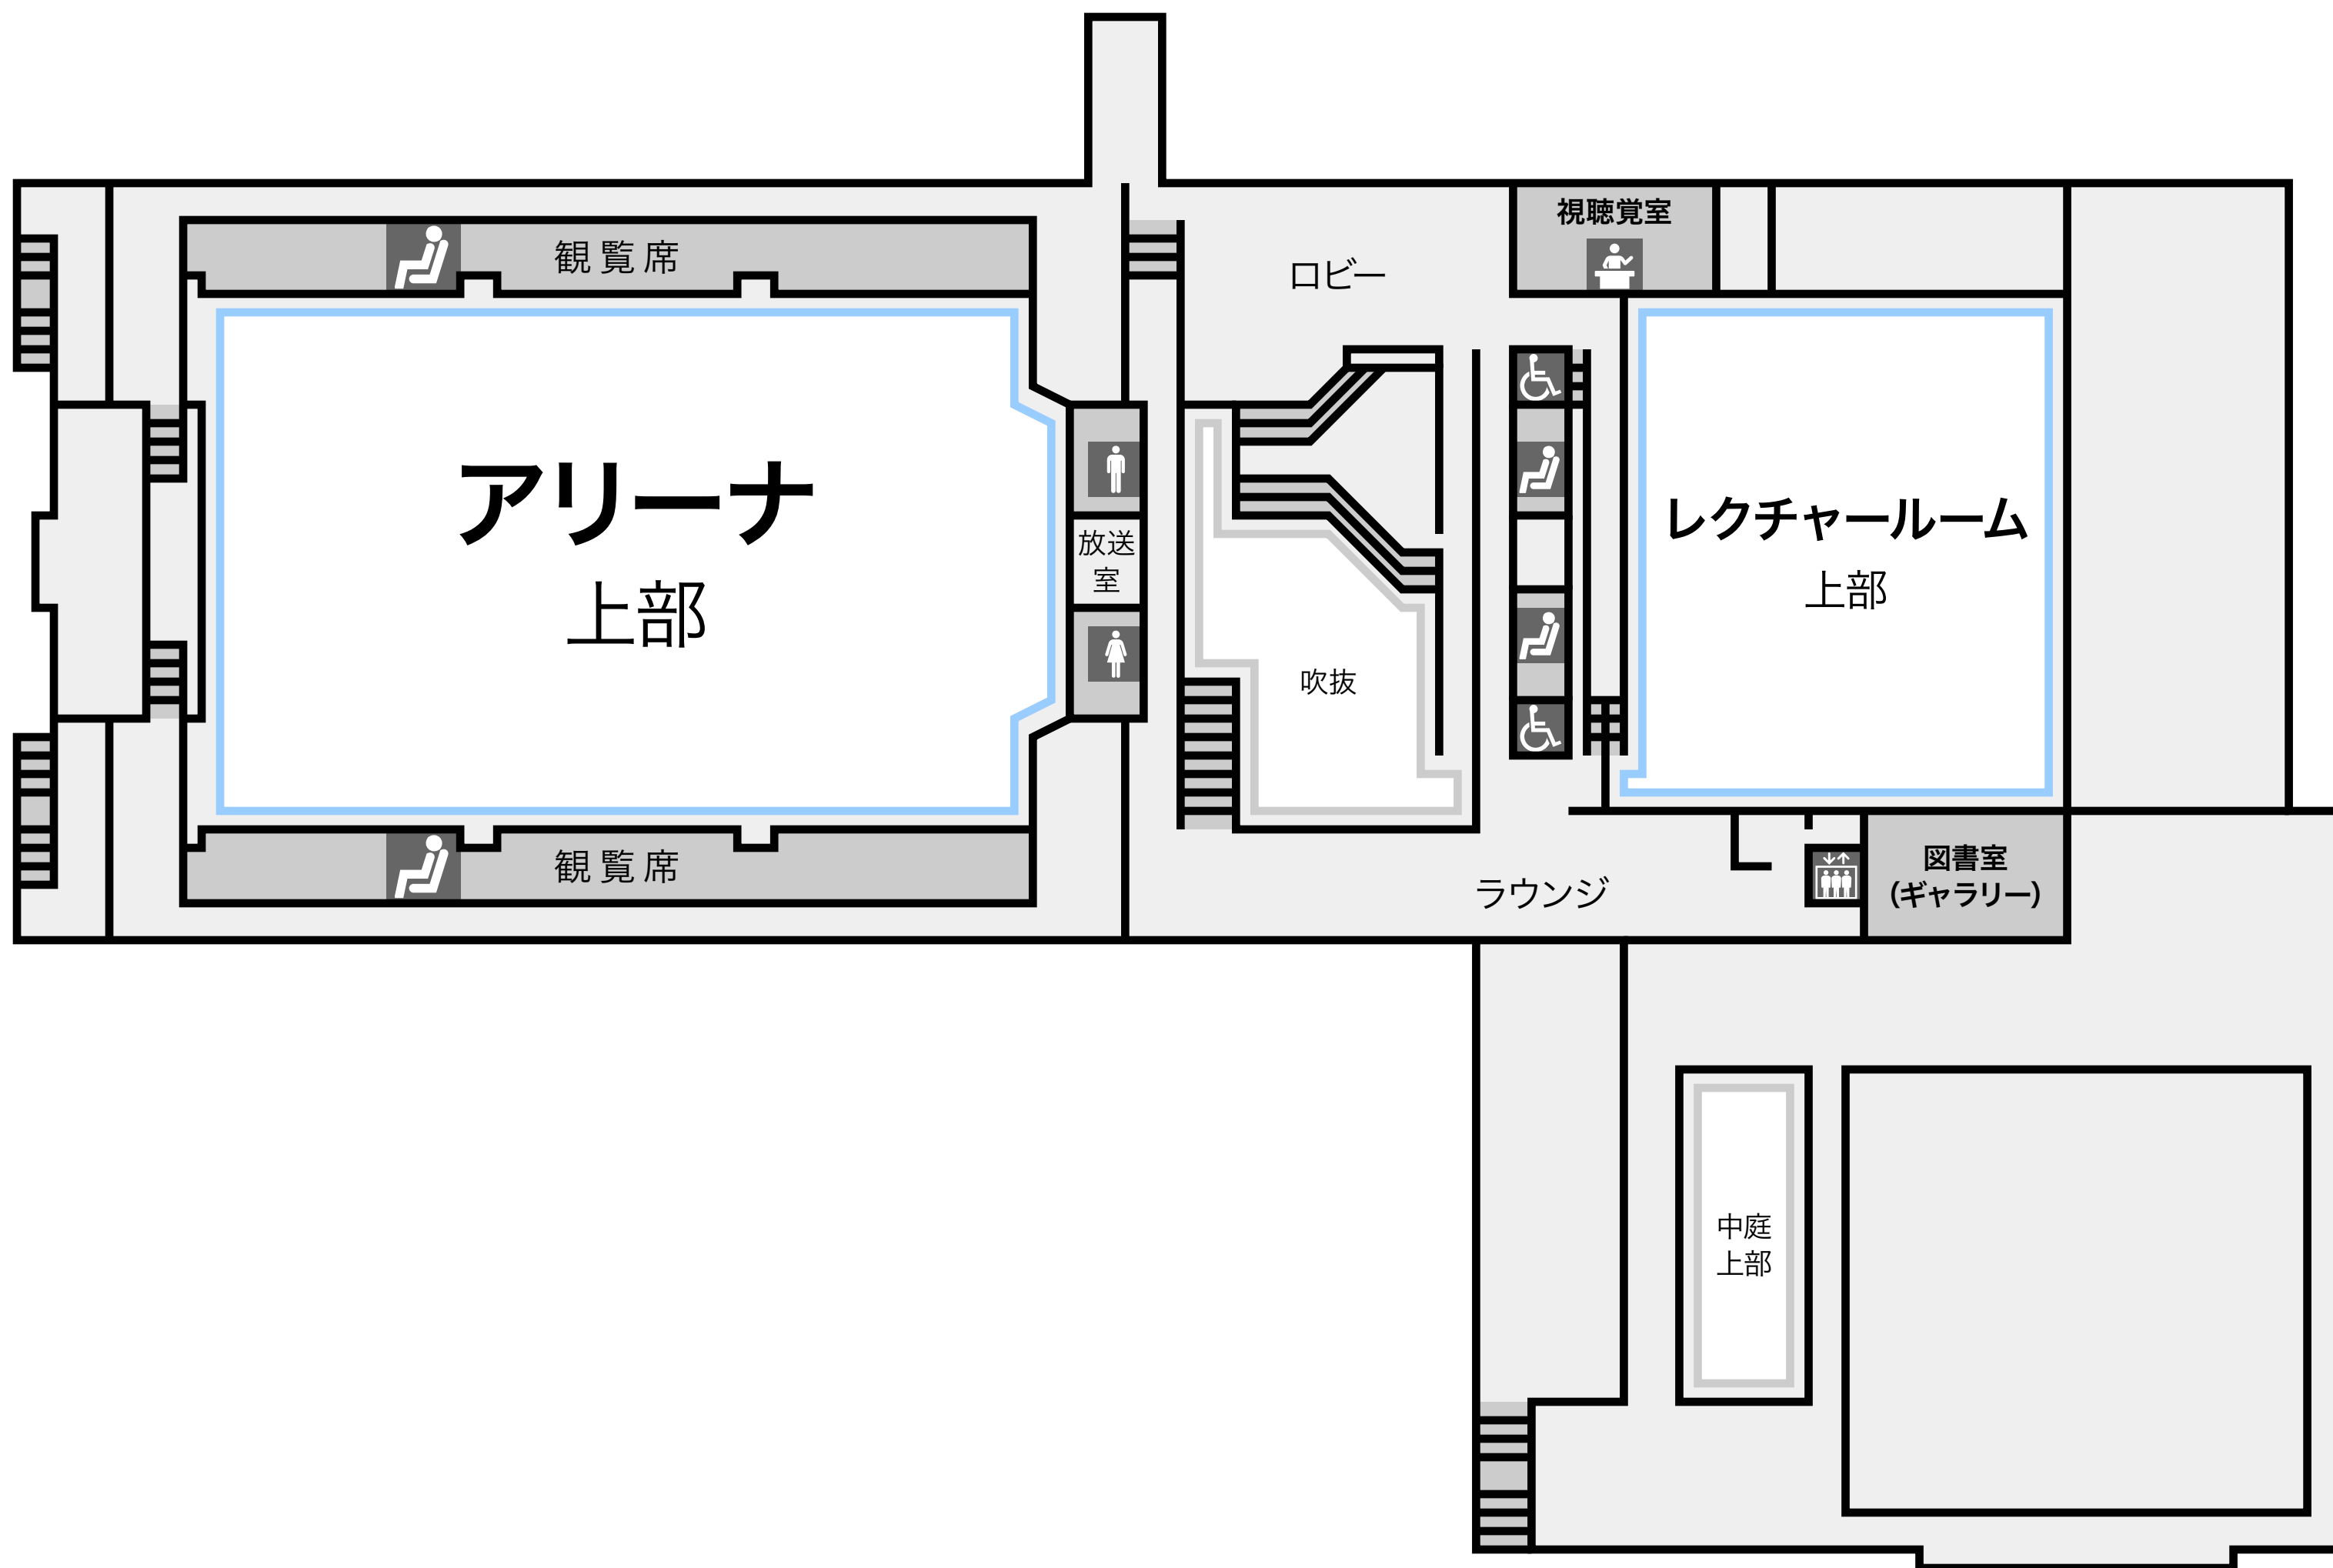 視聴覚室
観覧席
ロビー
アリーナ
上部
放送
室
レクチャールーム
上部
吹抜
観覧席
ラウンジ
図書室
(ギャラリー)
中庭
上部